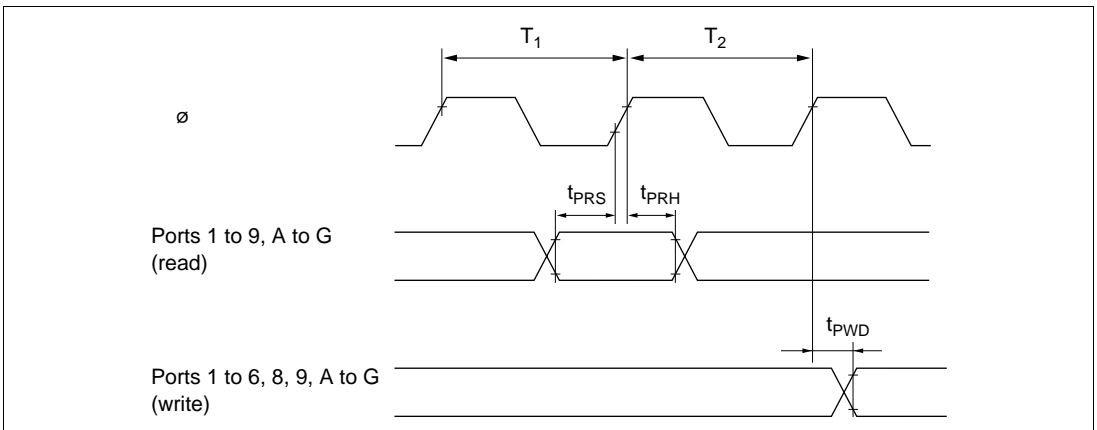 T1 T2
ø
tPRS tPRH
Ports 1 to 9, A to G
(read)
tPWD
Ports 1 to 6, 8, 9, A to G
(write)